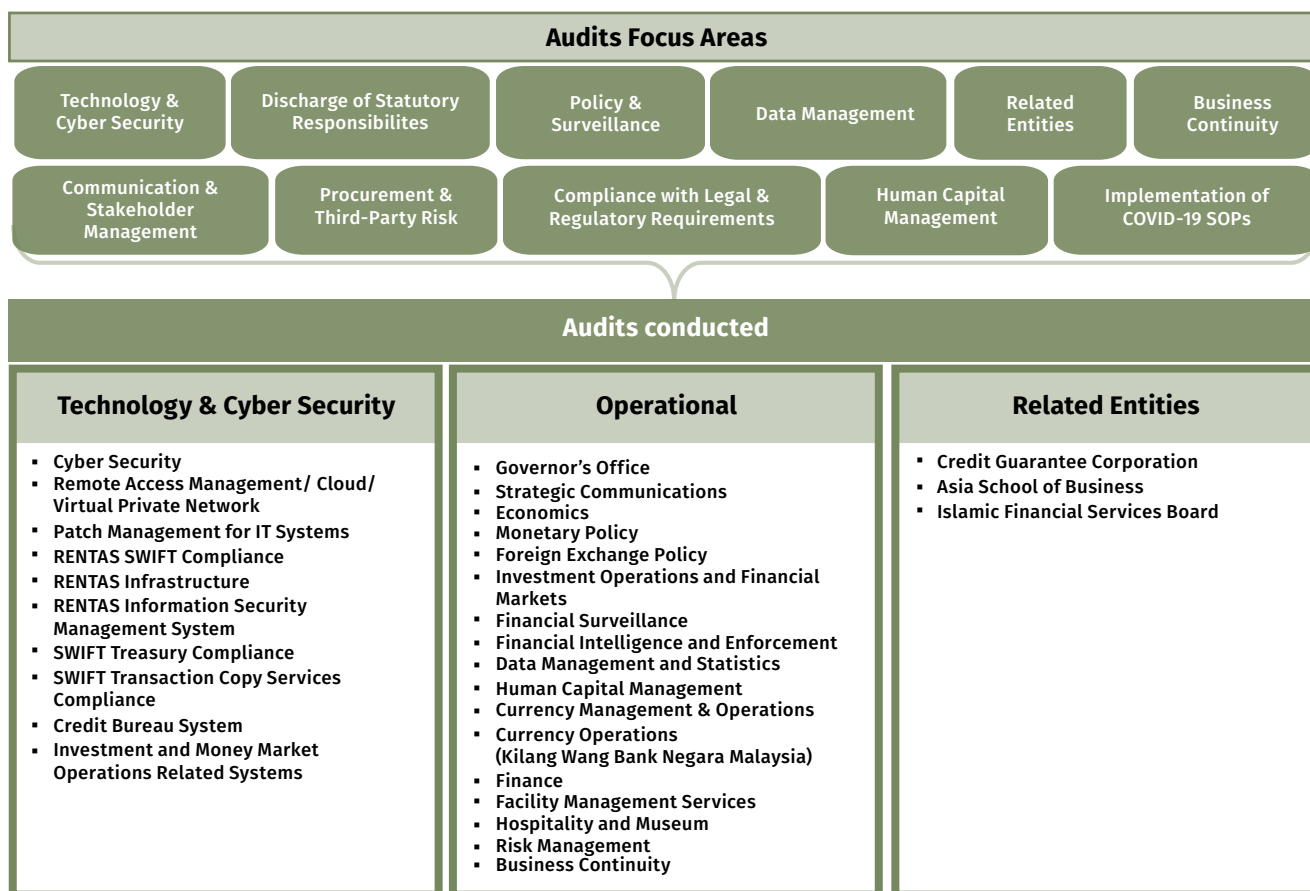 Audits Focus Areas
Technology &
Cyber Security
Discharge of Statutory
Responsibilites
Policy &
Surveillance
Data Management
Related
Entities
Business
Continuity
Communication &
Stakeholder
Management
Procurement &
Third-Party Risk
Compliance with Legal &
Regulatory Requirements
Human Capital
Management
Implementation of
COVID-19 SOPs
Audits conducted
Technology & Cyber Security
▪ Cyber Security
▪ Remote Access Management/ Cloud/
Virtual Private Network
▪ Patch Management for IT Systems
▪ RENTAS SWIFT Compliance
▪ RENTAS Infrastructure
▪ RENTAS Information Security
Management System
▪ SWIFT Treasury Compliance
▪ SWIFT Transaction Copy Services
Compliance
▪ Credit Bureau System
▪ Investment and Money Market
Operations Related Systems
Operational
▪ Governor's Office
▪ Strategic Communications
▪ Economics
▪ Monetary Policy
▪ Foreign Exchange Policy
▪ Investment Operations and Financial
Markets
▪ Financial Surveillance
▪ Financial Intelligence and Enforcement
▪ Data Management and Statistics
▪ Human Capital Management
▪ Currency Management & Operations
▪ Currency Operations
(Kilang Wang Bank Negara Malaysia)
▪ Finance
▪ Facility Management Services
▪ Hospitality and Museum
▪ Risk Management
▪ Business Continuity
Related Entities
▪ Credit Guarantee Corporation
▪ Asia School of Business
▪ Islamic Financial Services Board